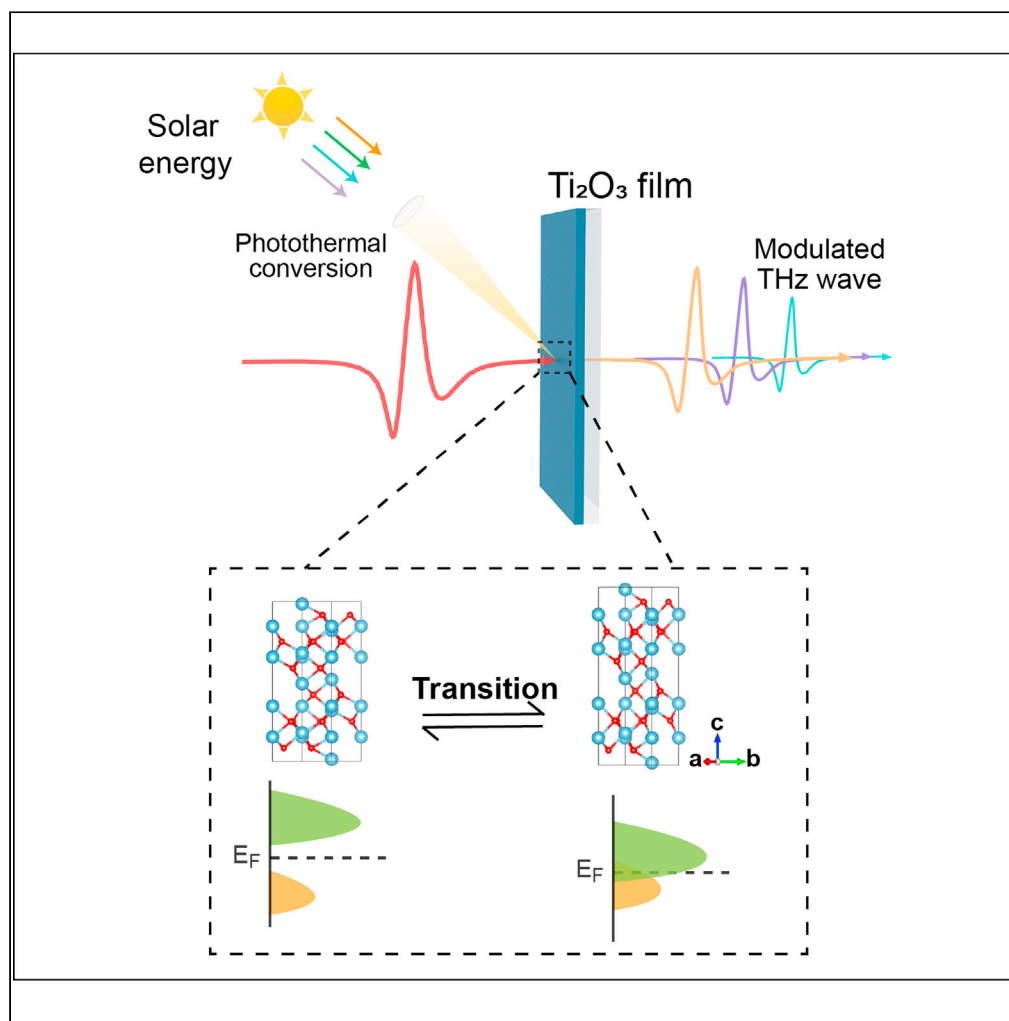 Solar
energy
Photothermal
conversion
Ti₂O₃ film
Modulated
THz wave
Transition
c
a
b
E_F
E_F